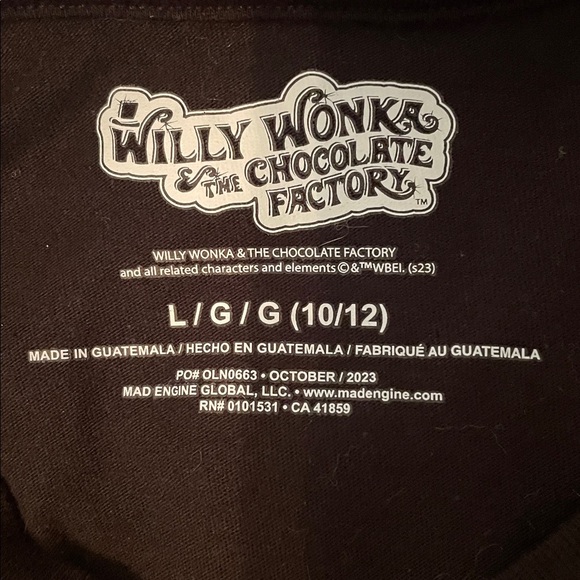 WILLY WONKA
& THE CHOCOLATE
FACTORY™
WILLY WONKA & THE CHOCOLATE FACTORY
and all related characters and elements © & ™ WBEI. (s23)
L / G / G (10/12)
MADE IN GUATEMALA / HECHO EN GUATEMALA / FABRIQUÉ AU GUATEMALA
PO# OLN0663 • OCTOBER / 2023
MAD ENGINE GLOBAL, LLC. • www.madengine.com
RN# 0101531 • CA 41859